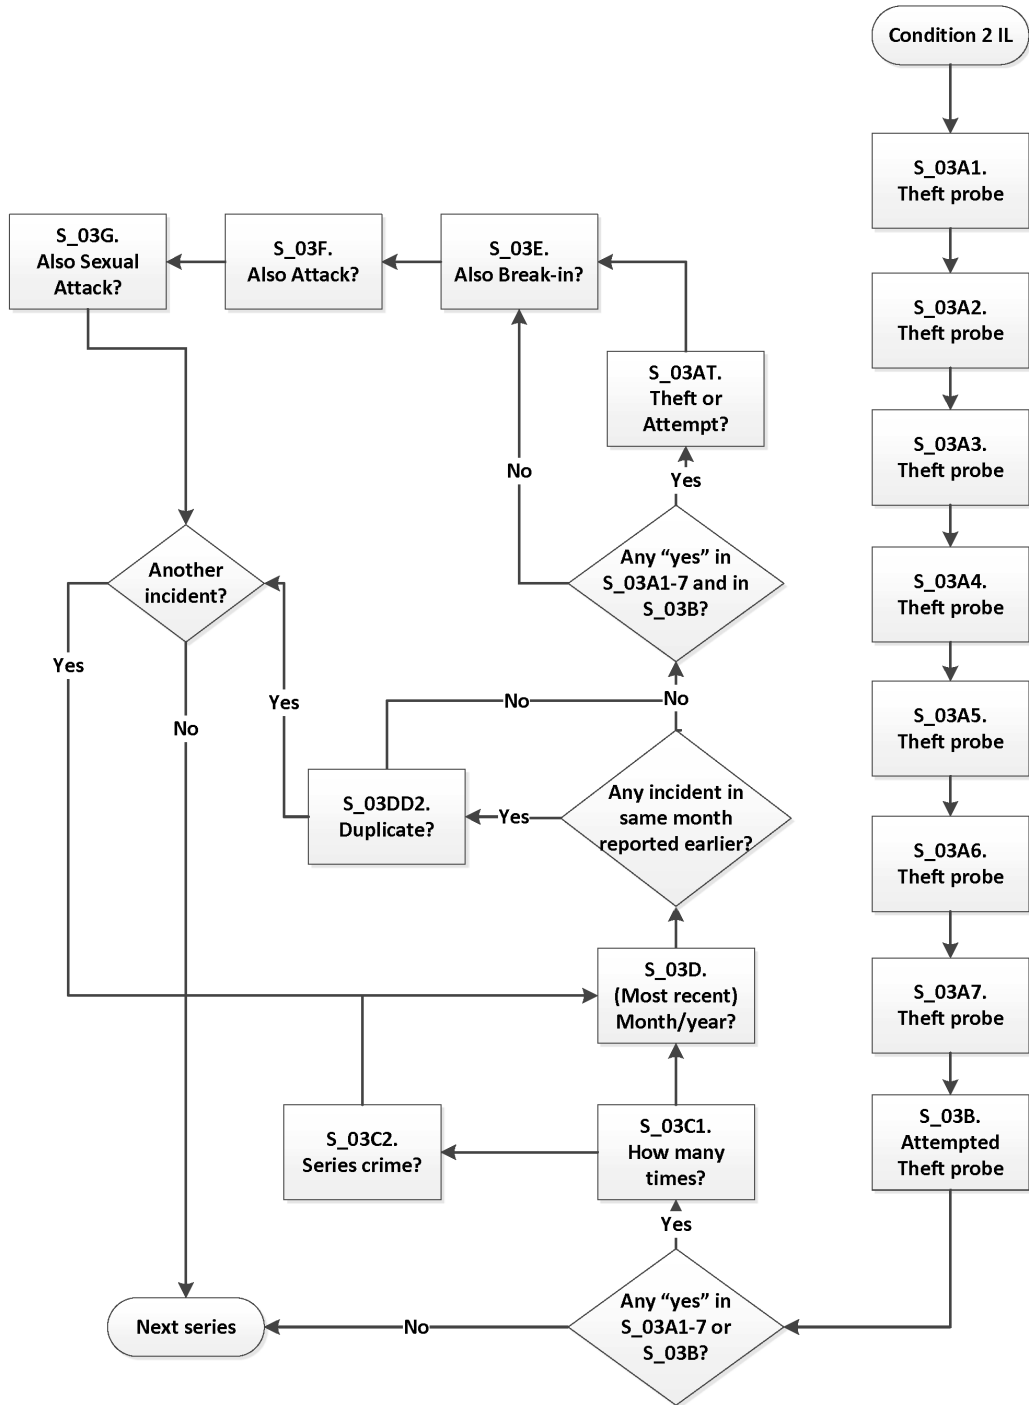 Condition 2 IL
S_03A1.
Theft probe
S_03A2.
Theft probe
S_03A3.
Theft probe
S_03A4.
Theft probe
S_03A5.
Theft probe
S_03A6.
Theft probe
S_03A7.
Theft probe
S_03B.
Attempted
Theft probe
Any “yes” in
S_03A1-7 or
S_03B?
No
Next series
Yes
S_03C1.
How many
times?
S_03C2.
Series crime?
S_03D.
(Most recent)
Month/year?
Any incident in
same month
reported earlier?
Yes
S_03DD2.
Duplicate?
No
No
Yes
Any “yes” in
S_03A1-7 and in
S_03B?
Yes
No
S_03AT.
Theft or
Attempt?
S_03E.
Also Break-in?
S_03F.
Also Attack?
S_03G.
Also Sexual
Attack?
Another
incident?
Yes
No